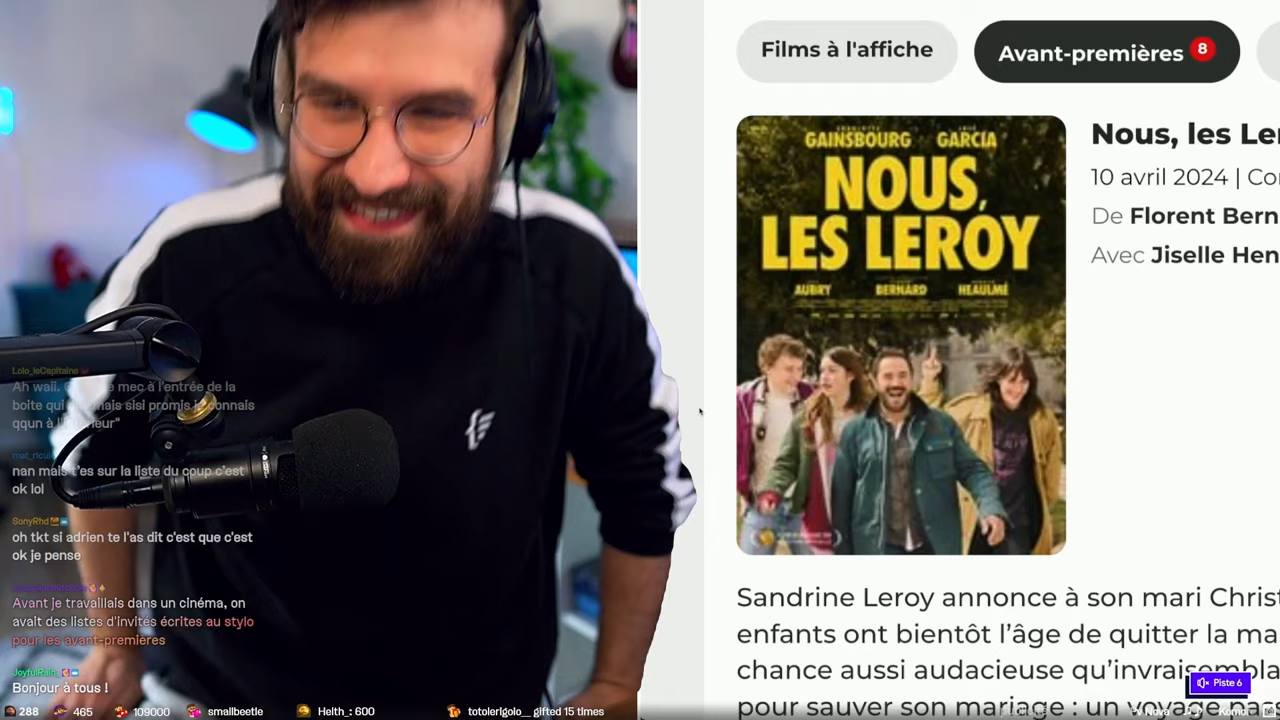 Films à l'affiche
Avant-premières 8
GAINSBOURG GARCIA
NOUS,
LES LEROY
AUBRY BERNARD HEAULMÉ
Nous, les Le
10 avril 2024 | Co
De Florent Bern
Avec Jiselle Hen
Sandrine Leroy annonce à son mari Christ
enfants ont bientôt l'âge de quitter la ma
chance aussi audacieuse qu'invraisembla
pour sauver son mariage : un voyage
Lolo_leCapitaine
Ah waii.
mec à l'entrée de la
boite qui
mais sisi promis je connais
qqun à l'
nan mais t'es sur la liste du coup c'est
ok lol
SonyRhd
oh tkt si adrien te l'as dit c'est que c'est
ok je pense
Avant je travaillais dans un cinéma, on
avait des listes d'invités écrites au stylo
pour les avant-premières
JoyfulRain_
Bonjour à tous !
288 465 109000 smallbeetle Helth_: 600 totolerigolo__ gifted 15 times
Piste 6
Nova
Komo